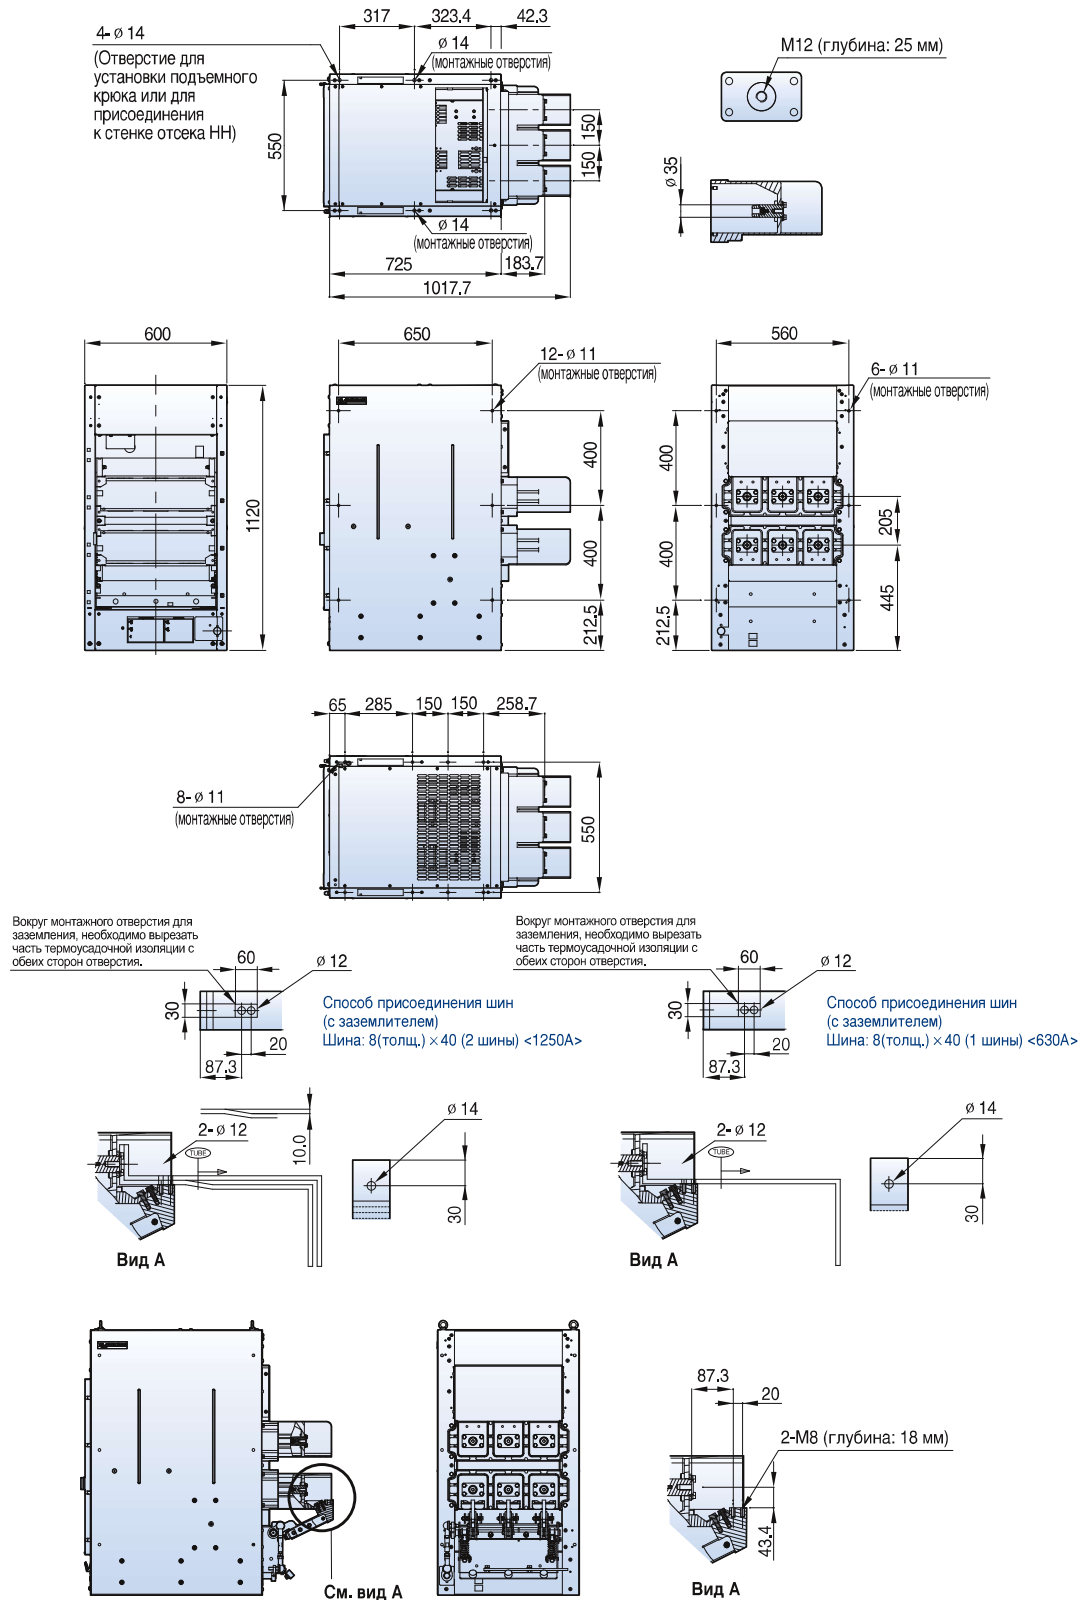 317
323.4
42.3
4- ø 14
(Отверстие для
установки подъемного
крюка или для
присоединения
к стенке отсека НН)
ø 14
(монтажные отверстия)
550
150
150
ø 14
(монтажные отверстия)
725
183.7
1017.7
M12 (глубина: 25 мм)
ø 35
600
1120
650
12- ø 11
(монтажные отверстия)
400
400
212.5
560
6- ø 11
(монтажные отверстия)
400
400
212.5
205
445
65
285
150
150
258.7
8- ø 11
(монтажные отверстия)
550
Вокруг монтажного отверстия для
заземления, необходимо вырезать
часть термоусадочной изоляции с
обеих сторон отверстия.
60
ø 12
30
20
87.3
Способ присоединения шин
(с заземлителем)
Шина: 8(толщ.) × 40 (2 шины) <1250A>
Вокруг монтажного отверстия для
заземления, необходимо вырезать
часть термоусадочной изоляции с
обеих сторон отверстия.
60
ø 12
30
20
87.3
Способ присоединения шин
(с заземлителем)
Шина: 8(толщ.) × 40 (1 шины) <630A>
2- ø 12
TUBE
10.0
ø 14
30
Вид А
2- ø 12
TUBE
ø 14
30
Вид А
См. вид А
87.3
20
2-M8 (глубина: 18 мм)
43.4
Вид А